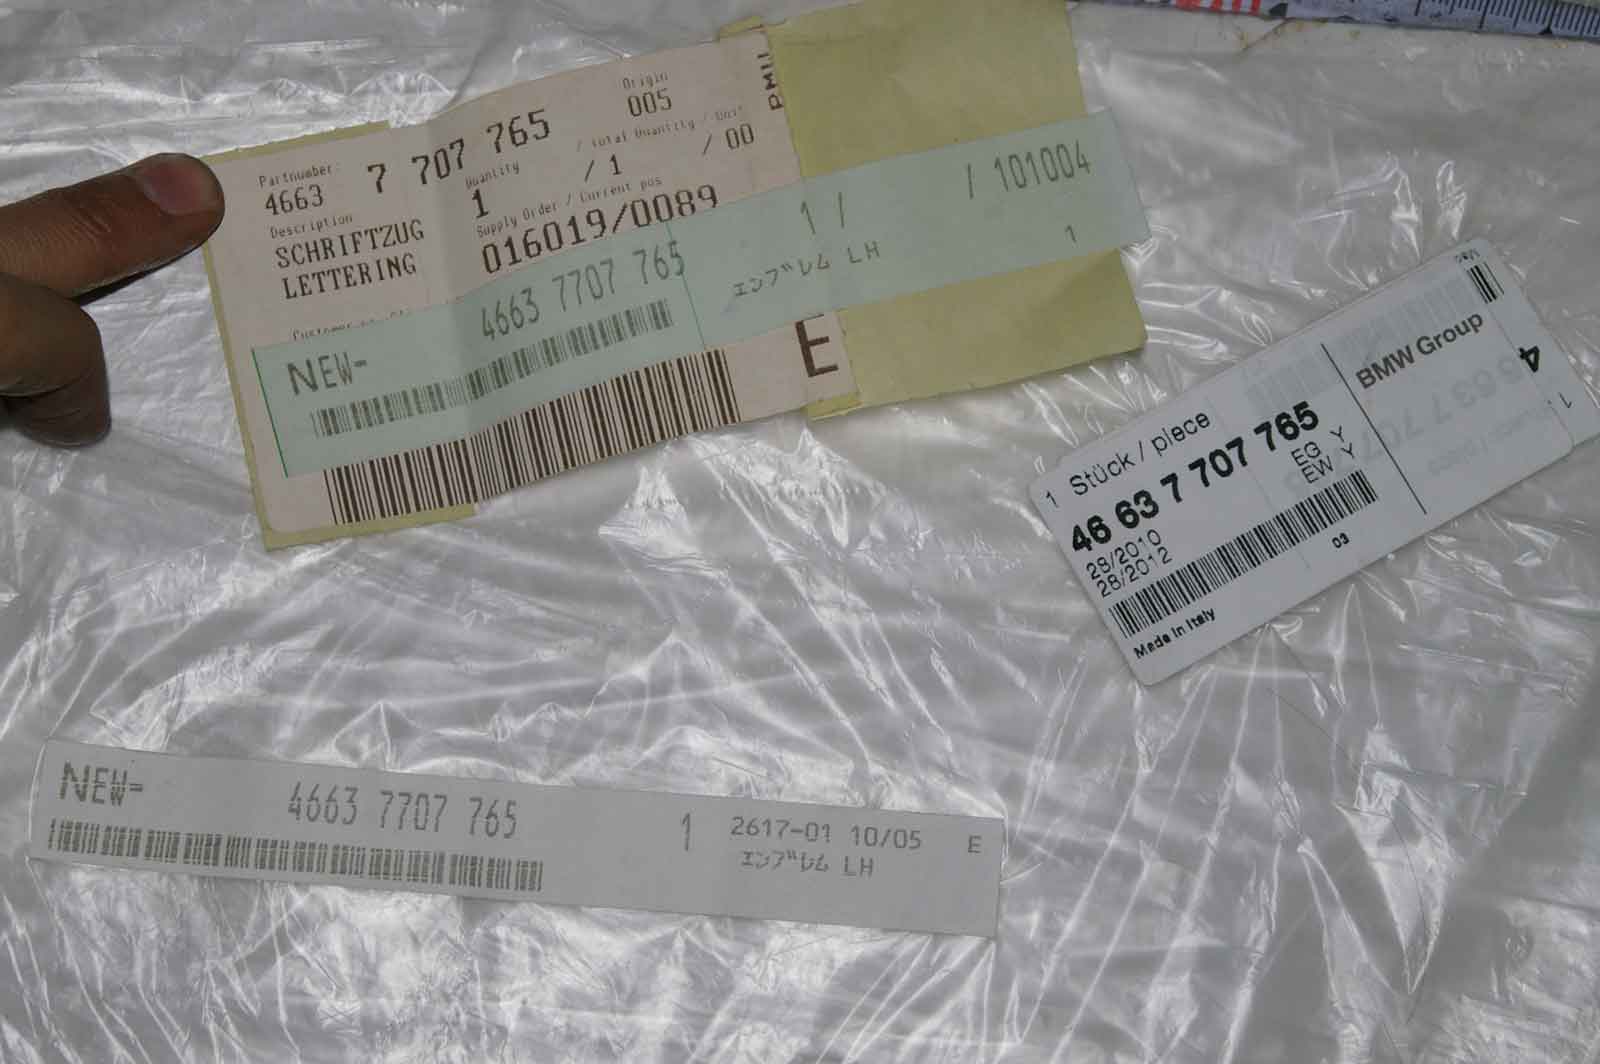 Partnumber:
4663 7 707 765
Origin
005
Description
SCHRIFTZUG
LETTERING
Quantity / Total Quantity / Unit
1 / 1 / 00
Supply Order / Current pos
016019/0089
E
NEW- 4663 7707 765
1 / / 101004
エンブレム LH 1
1 Stück / piece
46 63 7 707 765
EG Y
EW Y
28/2010
28/2012
03
Made in Italy
BMW Group
4
NEW- 4663 7707 765 1 2617-01 10/05 E
エンブレム LH